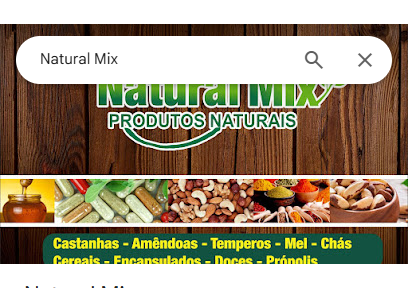 Natural Mix
Natural Mix
PRODUTOS NATURAIS
Castanhas - Amêndoas - Temperos - Mel - Chás
Cereais - Encapsulados - Doces - Própolis
Natural Mix